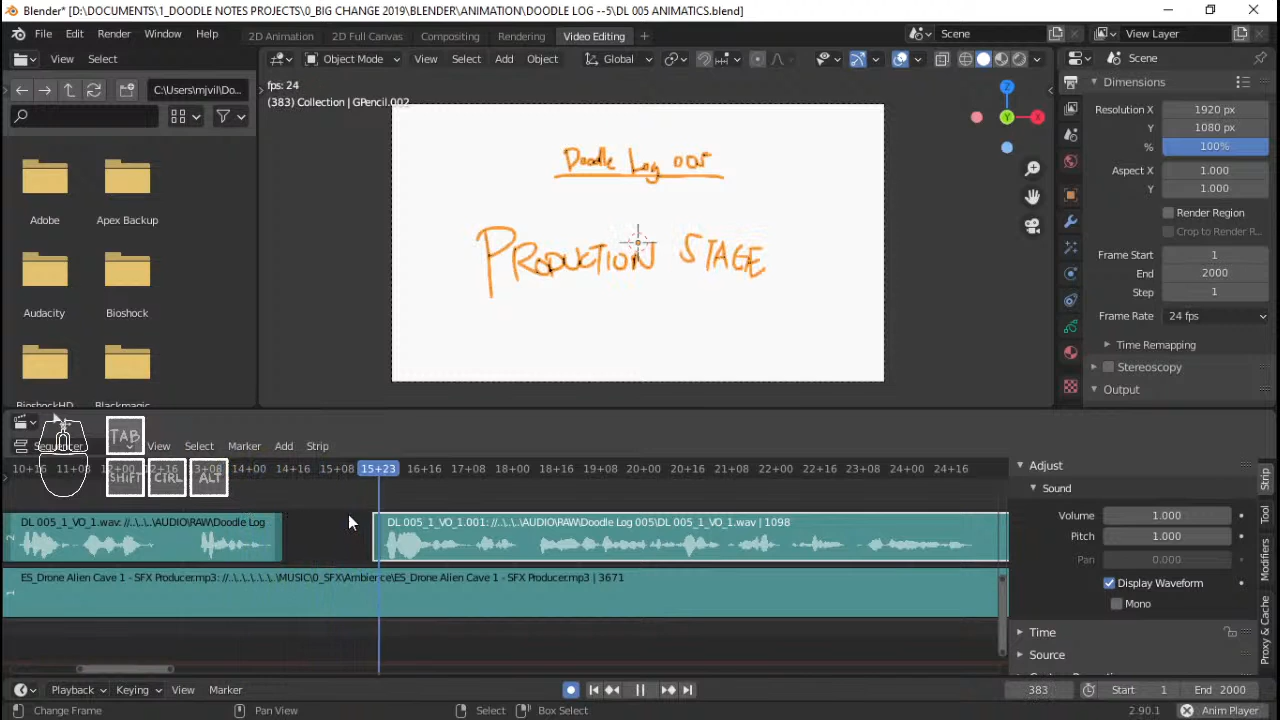 Blender* [D:\DOCUMENTS\1_DOODLE NOTES PROJECTS\0_BIG CHANGE 2019\BLENDER\ANIMATION\DOODLE LOG --5\DL 005 ANIMATICS.blend]
File Edit Render Window Help 2D Animation 2D Full Canvas Compositing Rendering Video Editing + Scene View Layer
View Select Object Mode View Select Add Object Global Scene
C:\Users\mjvil\Do...
fps: 24
(383) Collection | GPencil.002
Adobe
Apex Backup
Audacity
Bioshock
BioshockHD
Blackmagic
Doodle Log 005
PRODUCTION STAGE
Z
Y
X
Dimensions
Resolution X 1920 px
Y 1080 px
% 100%
Aspect X 1.000
Y 1.000
Render Region
Crop to Render R...
Frame Start 1
End 2000
Step 1
Frame Rate 24 fps
Time Remapping
Stereoscopy
Output
Sequencer View Select Marker Add Strip
TAB
SHIFT CTRL ALT
10+16 11+00 12+00 12+16 13+08 14+00 14+16 15+08 15+23 16+16 17+08 18+00 18+16 19+08 20+00 20+16 21+08 22+00 22+16 23+08 24+00 24+16
2 DL 005_1_VO_1.wav: //..\..\..\AUDIO\RAW\Doodle Log
DL 005_1_VO_1.001: //..\..\..\AUDIO\RAW\Doodle Log 005\DL 005_1_VO_1.wav | 1098
1 ES_Drone Alien Cave 1 - SFX Producer.mp3: //..\..\..\..\..\..\MUSIC\0_SFX\Ambience\ES_Drone Alien Cave 1 - SFX Producer.mp3 | 3671
Adjust
Sound
Volume 1.000
Pitch 1.000
Pan 0.000
Display Waveform
Mono
Time
Source
Strip
Tool
Modifiers
Proxy & Cache
Playback Keying View Marker 383 Start 1 End 2000
Change Frame Pan View Select Box Select 2.90.1 Anim Player